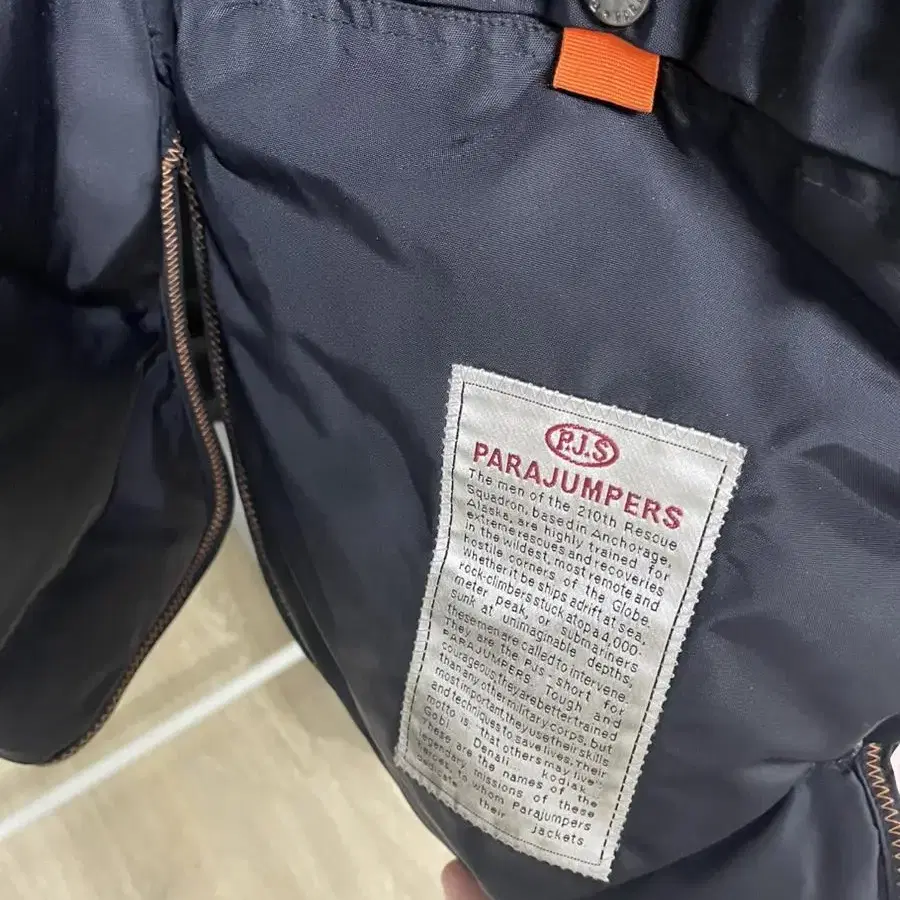 PAR
P.J.S
PARAJUMPERS
The men of the 210th Rescue
Squadron, based in Anchorage,
Alaska, are highly trained for
extreme rescues and recoveries
in the wildest, most remote and
hostile corners of the Globe.
Whether it be ships adrift at sea,
rock-climbers stuck atop a 4,000-
meter peak, or submariners
sunk at unimaginable depths,
these men are called to intervene.
They are the PJs - short for
PARAJUMPERS. Tough and
courageous, they are better trained
than any other military corps, but
most important, they use their skills
and techniques to save lives. Their
motto is "that others may live"
Gobi, Denali, kodiak -
these are the names of the
legendary missions of these
heroes, to whom Parajumpers
dedicate their jackets.